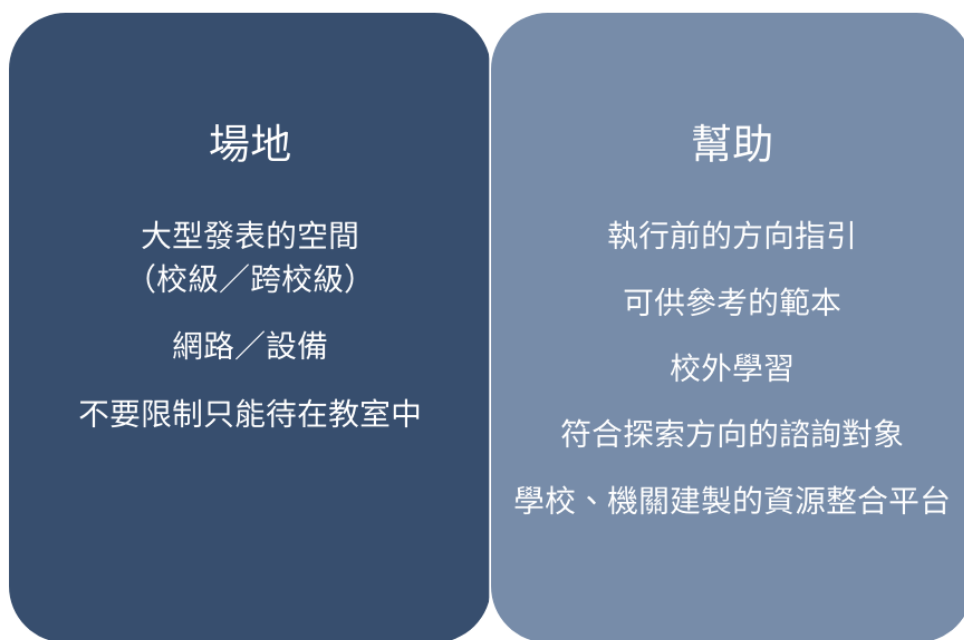 場地
大型發表的空間
（校級／跨校級）
網路／設備
不要限制只能待在教室中
幫助
執行前的方向指引
可供參考的範本
校外學習
符合探索方向的諮詢對象
學校、機關建製的資源整合平台